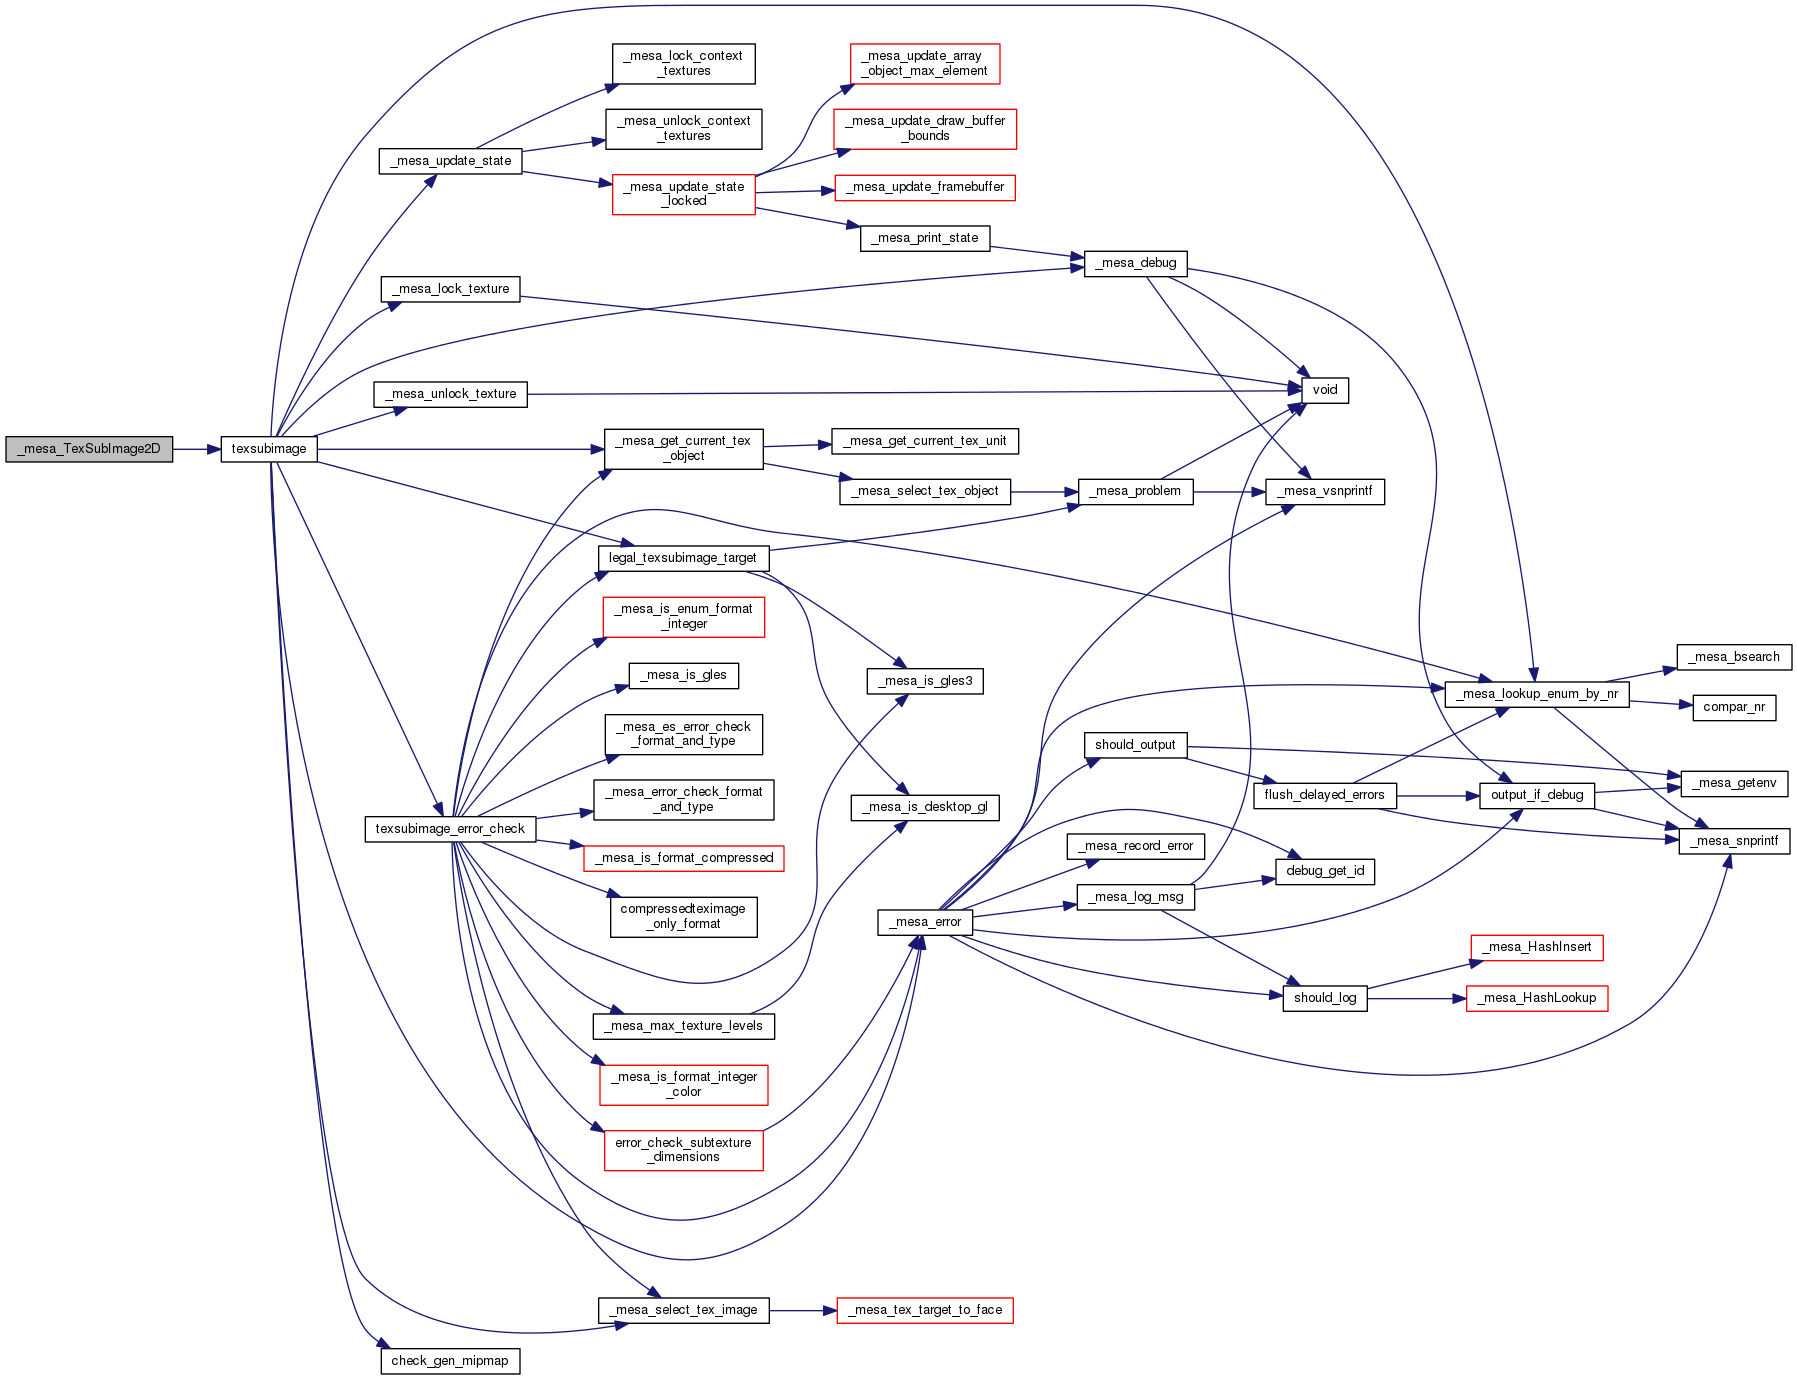 _mesa_TexSubImage2D
texsubimage
_mesa_update_state
_mesa_lock_texture
_mesa_unlock_texture
texsubimage_error_check
check_gen_mipmap
_mesa_lock_context
_textures
_mesa_unlock_context
_textures
_mesa_update_state
_locked
_mesa_get_current_tex
_object
legal_texsubimage_target
_mesa_is_enum_format
_integer
_mesa_is_gles
_mesa_es_error_check
_format_and_type
_mesa_error_check_format
_and_type
_mesa_is_format_compressed
compressedteximage
_only_format
_mesa_max_texture_levels
_mesa_is_format_integer
_color
error_check_subtexture
_dimensions
_mesa_select_tex_image
_mesa_update_array
_object_max_element
_mesa_update_draw_buffer
_bounds
_mesa_update_framebuffer
_mesa_print_state
_mesa_get_current_tex_unit
_mesa_select_tex_object
_mesa_is_gles3
_mesa_is_desktop_gl
_mesa_error
_mesa_tex_target_to_face
_mesa_debug
_mesa_problem
should_output
_mesa_record_error
_mesa_log_msg
void
_mesa_vsnprintf
flush_delayed_errors
debug_get_id
should_log
_mesa_lookup_enum_by_nr
output_if_debug
_mesa_HashInsert
_mesa_HashLookup
_mesa_bsearch
compar_nr
_mesa_getenv
_mesa_snprintf